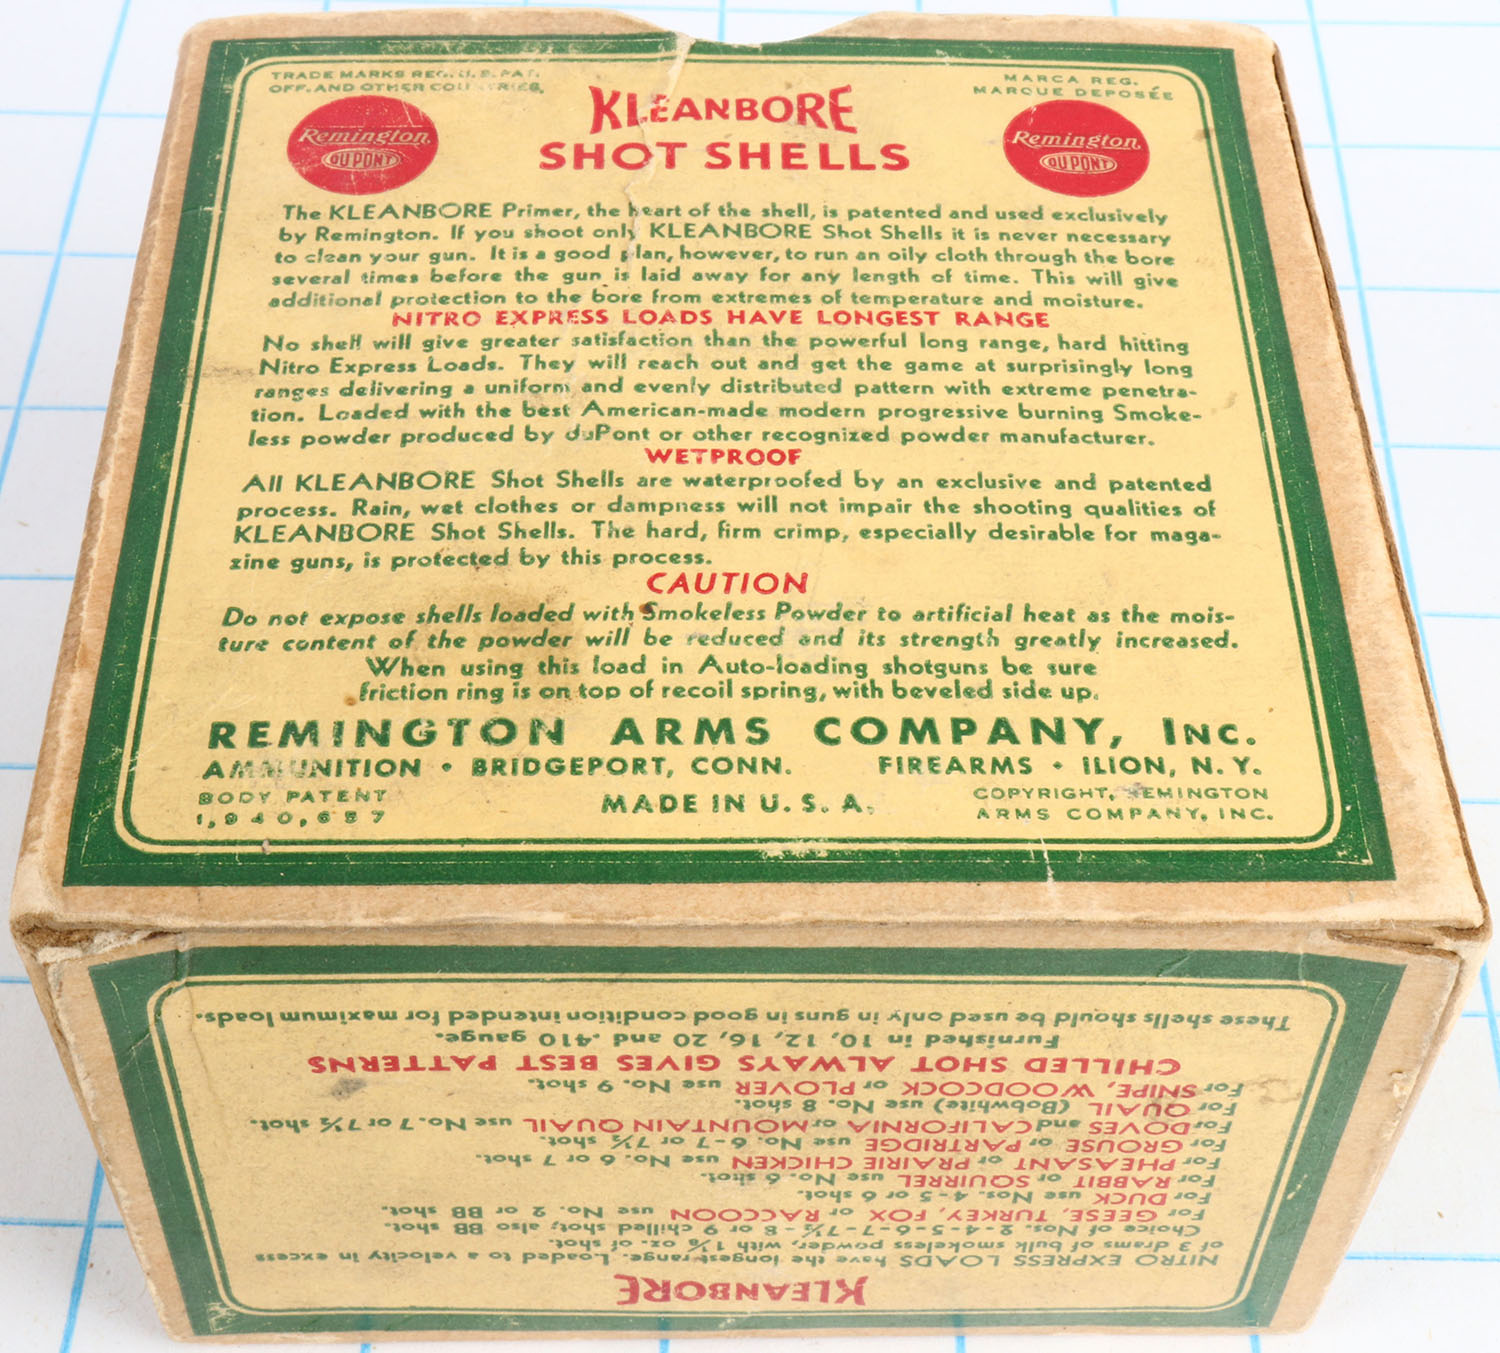 TRADE MARKS REG. U.S. PAT.
OFF. AND OTHER COUNTRIES.
MARCA REG.
MARQUE DEPOSÉE
KLEANBORE
SHOT SHELLS
Remington
DU PONT
Remington
DU PONT
The KLEANBORE Primer, the heart of the shell, is patented and used exclusively
by Remington. If you shoot only KLEANBORE Shot Shells it is never necessary
to clean your gun. It is a good plan, however, to run an oily cloth through the bore
several times before the gun is laid away for any length of time. This will give
additional protection to the bore from extremes of temperature and moisture.
NITRO EXPRESS LOADS HAVE LONGEST RANGE
No shell will give greater satisfaction than the powerful long range, hard hitting
Nitro Express Loads. They will reach out and get the game at surprisingly long
ranges delivering a uniform and evenly distributed pattern with extreme penetra-
tion. Loaded with the best American-made modern progressive burning Smoke-
less powder produced by duPont or other recognized powder manufacturer.
WETPROOF
All KLEANBORE Shot Shells are waterproofed by an exclusive and patented
process. Rain, wet clothes or dampness will not impair the shooting qualities of
KLEANBORE Shot Shells. The hard, firm crimp, especially desirable for maga-
zine guns, is protected by this process.
CAUTION
Do not expose shells loaded with Smokeless Powder to artificial heat as the mois-
ture content of the powder will be reduced and its strength greatly increased.
When using this load in Auto-loading shotguns be sure
friction ring is on top of recoil spring, with beveled side up.
REMINGTON ARMS COMPANY, INC.
AMMUNITION • BRIDGEPORT, CONN. FIREARMS • ILION, N. Y.
BODY PATENT
1,940,657
MADE IN U. S. A.
COPYRIGHT, REMINGTON
ARMS COMPANY, INC.
KLEANBORE
NITRO EXPRESS LOADS have the longest range. Loaded to a velocity in excess
of 3 drams of bulk smokeless powder, with 1⅛ oz. of shot.
Choice of Nos. 2-4-5-6-7-7½-8 or 9 chilled shot; also BB shot.
For GEESE, TURKEY, FOX, or RACCOON use No. 2 or BB shot.
For DUCK use Nos. 4-5 or 6 shot.
For RABBIT or SQUIRREL use No. 6 shot.
For PHEASANT or PRAIRIE CHICKEN use No. 6 or 7 shot.
For GROUSE or PARTRIDGE use No. 6-7 or 7½ shot.
For DOVES and CALIFORNIA or MOUNTAIN QUAIL use No. 7 or 7½ shot.
For QUAIL (Bobwhite) use No. 8 shot.
For SNIPE, WOODCOCK or PLOVER use No. 9 shot.
CHILLED SHOT ALWAYS GIVES BEST PATTERNS
Furnished in 10, 12, 16, 20 and .410 gauge.
These shells should be used only in guns in good condition intended for maximum loads.